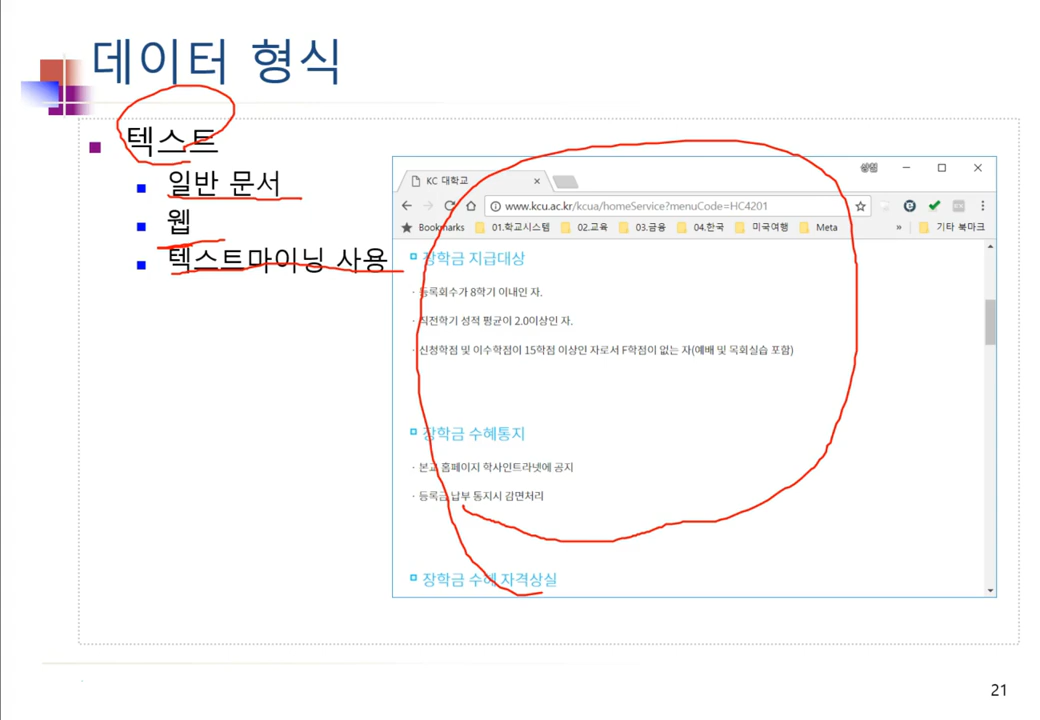 데이터 형식
텍스트
일반 문서
웹
텍스트마이닝 사용
KC 대학교
상엽
www.kcu.ac.kr/kcua/homeService?menuCode=HC4201
Bookmarks 01.학교시스템 02.교육 03.금융 04.한국 미국여행 Meta » 기타 북마크
장학금 지급대상
· 등록회수가 8학기 이내인 자.
· 직전학기 성적 평균이 2.0이상인 자.
· 신청학점 및 이수학점이 15학점 이상인 자로서 F학점이 없는 자(예배 및 목회실습 포함)
장학금 수혜통지
· 본교 홈페이지 학사인트라넷에 공지
· 등록금 납부 통지시 감면처리
장학금 수혜 자격상실
21